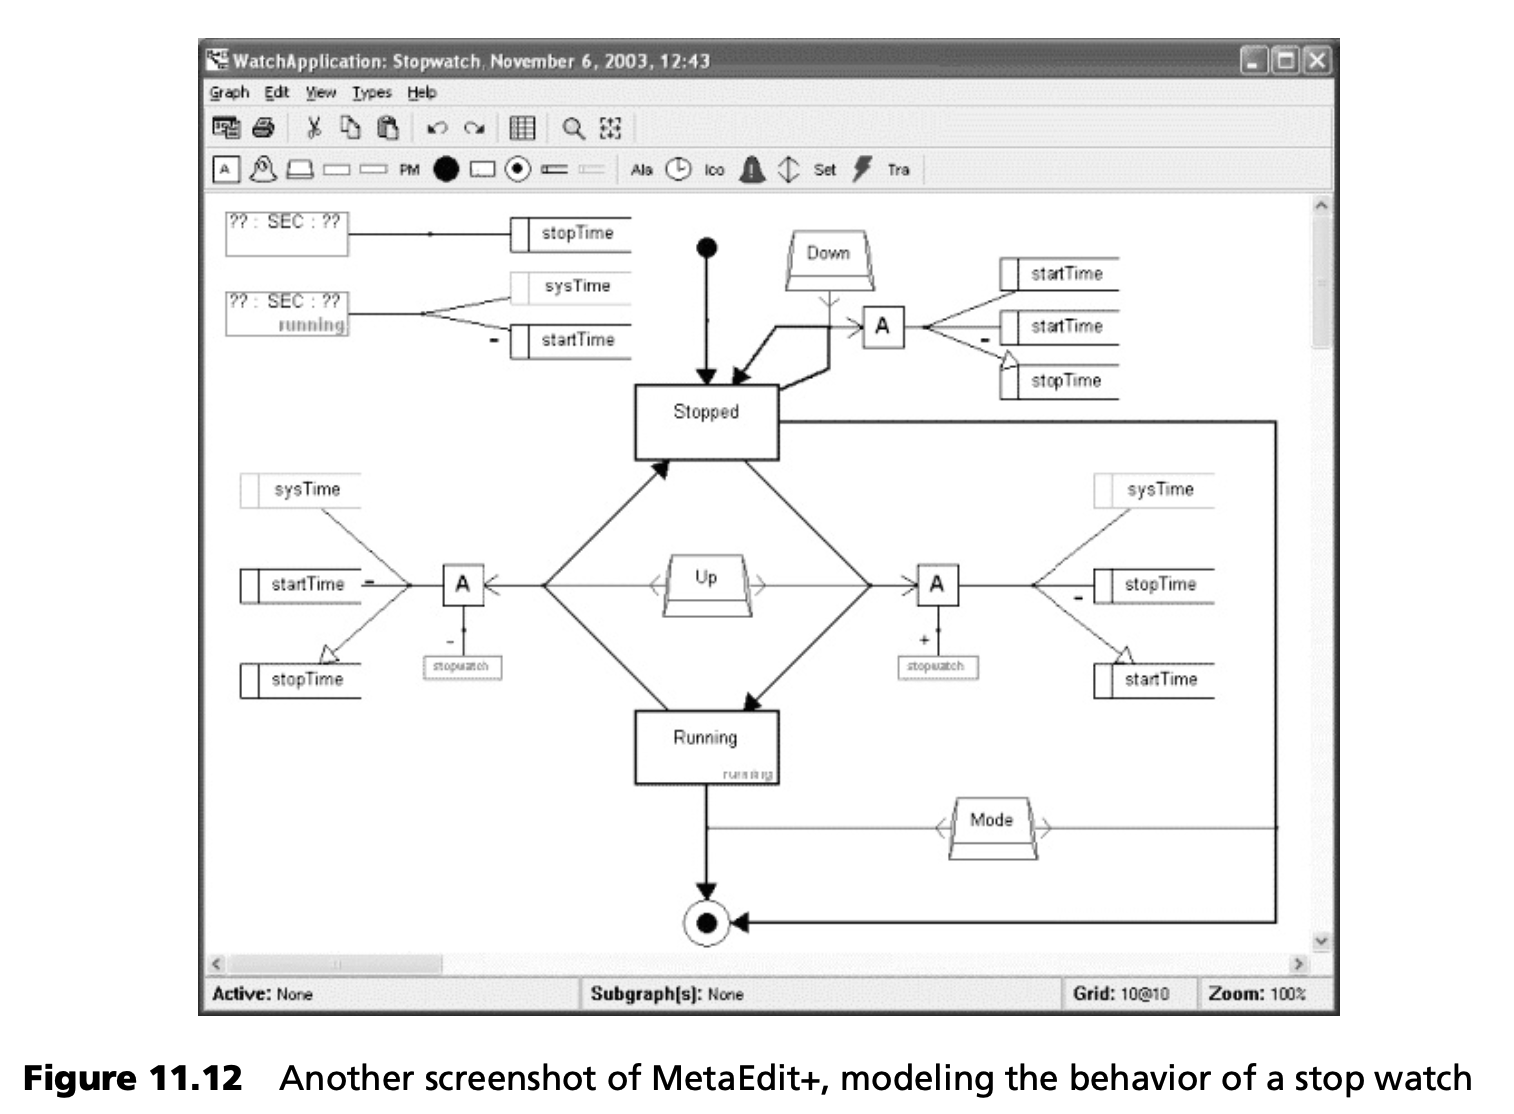 WatchApplication: Stopwatch, November 6, 2003, 12:43
Graph Edit View Types Help
A PM Ala Ico Set Tra
?? : SEC : ??
stopTime
?? : SEC : ??
running
sysTime
startTime
-
Down
A
startTime
startTime
-
stopTime
Stopped
sysTime
startTime
-
stopTime
A
-
stopwatch
Up
A
+
stopwatch
sysTime
stopTime
-
startTime
Running
running
Mode
Active: None
Subgraph(s): None
Grid: 10@10
Zoom: 100%
Figure 11.12 Another screenshot of MetaEdit+, modeling the behavior of a stop watch